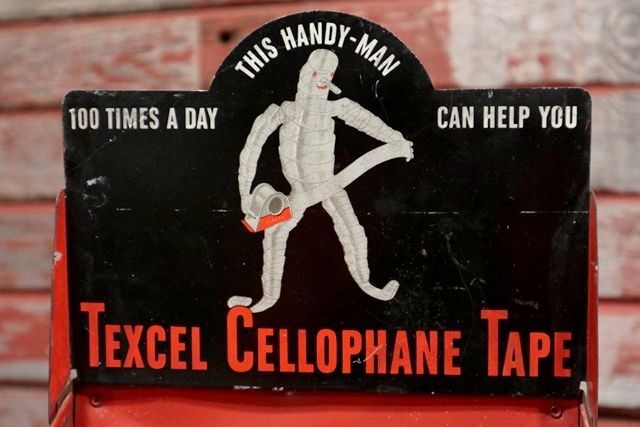 THIS HANDY-MAN
100 TIMES A DAY
CAN HELP YOU
TEXCEL CELLOPHANE TAPE